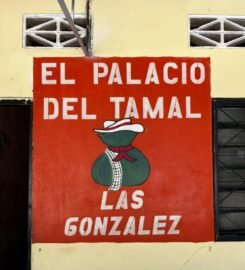 EL PALACIO
DEL TAMAL
LAS
GONZALEZ